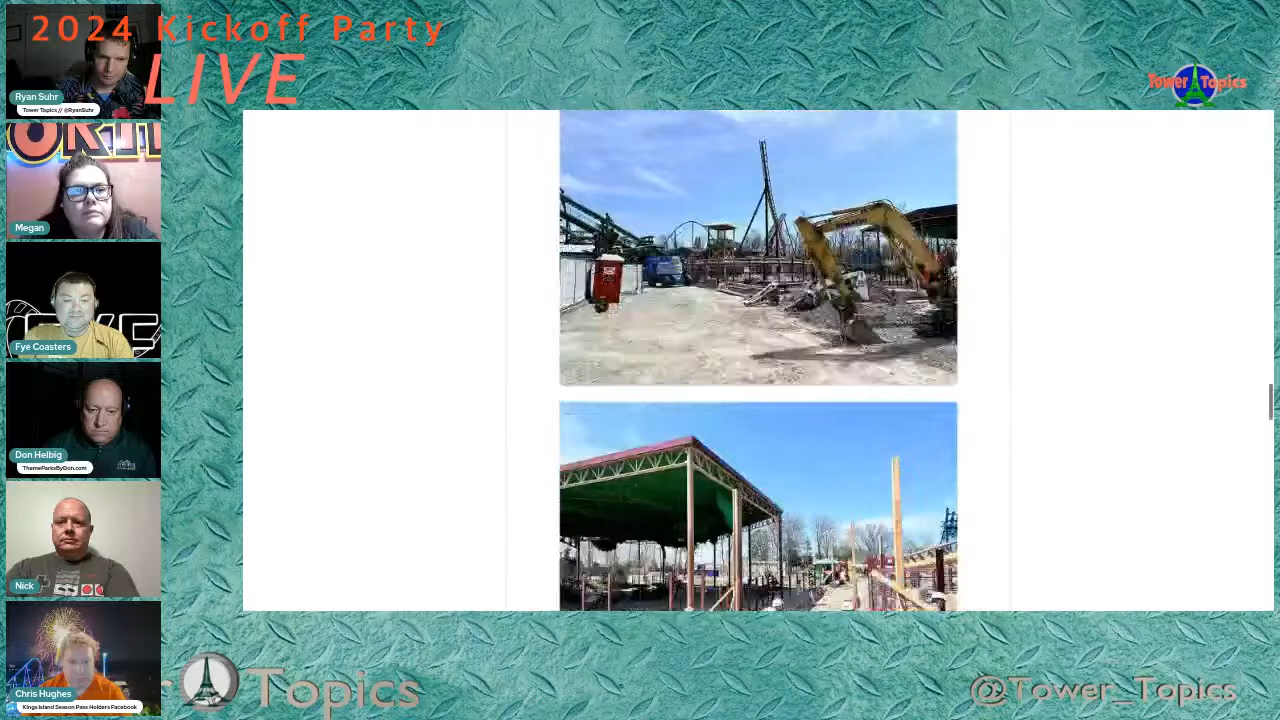 2024 Kickoff Party
LIVE
Tower Topics
Ryan Suhr
Tower Topics // @RyanSuhr
Megan
Fye Coasters
Don Helbig
ThemeParksByDon.com
Nick
Chris Hughes
Kings Island Season Pass Holders Facebook
Topics
@Tower_Topics